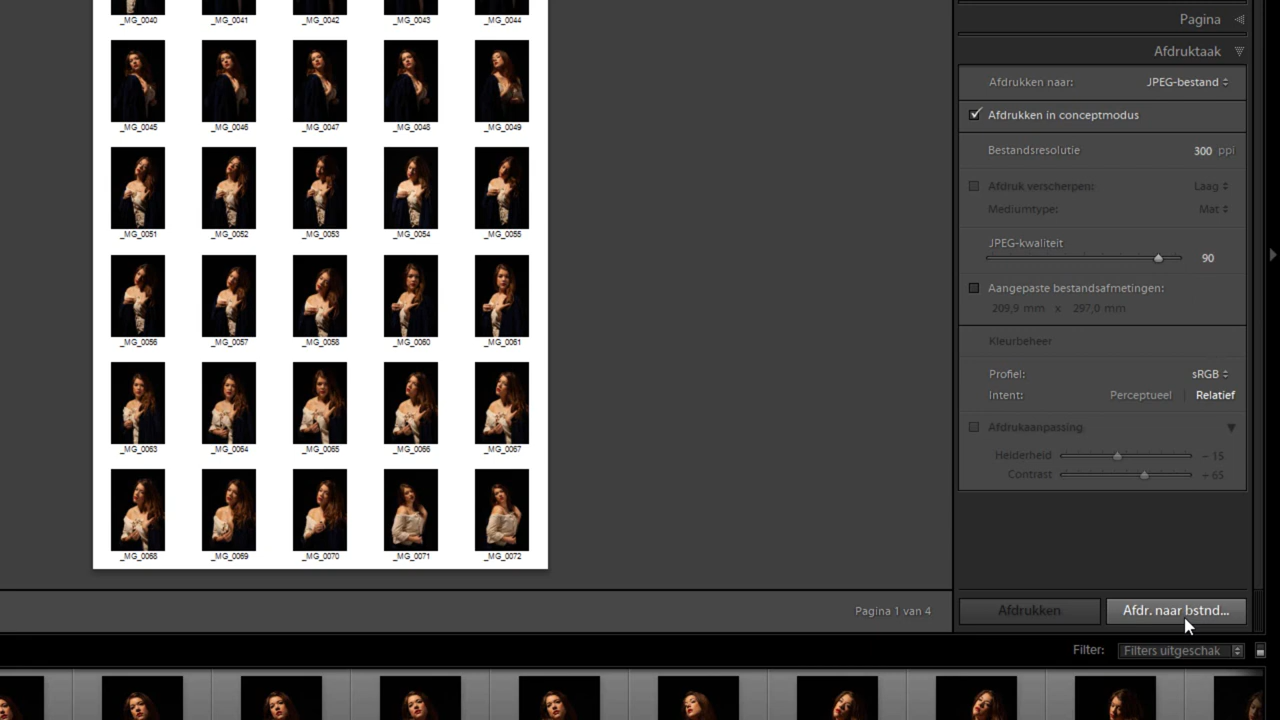 _MG_0040 _MG_0041 _MG_0042 _MG_0043 _MG_0044
_MG_0045 _MG_0046 _MG_0047 _MG_0048 _MG_0049
_MG_0051 _MG_0052 _MG_0053 _MG_0054 _MG_0055
_MG_0056 _MG_0057 _MG_0058 _MG_0060 _MG_0061
_MG_0063 _MG_0064 _MG_0065 _MG_0066 _MG_0067
_MG_0068 _MG_0069 _MG_0070 _MG_0071 _MG_0072
Pagina 1 van 4
Pagina
Afdruktaak
Afdrukken naar: JPEG-bestand
Afdrukken in conceptmodus
Bestandsresolutie 300 ppi
Afdruk verscherpen: Laag
Mediumtype: Mat
JPEG-kwaliteit
90
Aangepaste bestandsafmetingen:
209,9 mm x 297,0 mm
Kleurbeheer
Profiel: sRGB
Intent: Perceptueel Relatief
Afdrukaanpassing
Helderheid – 15
Contrast + 65
Afdrukken Afdr. naar bstnd...
Filter: Filters uitgeschak